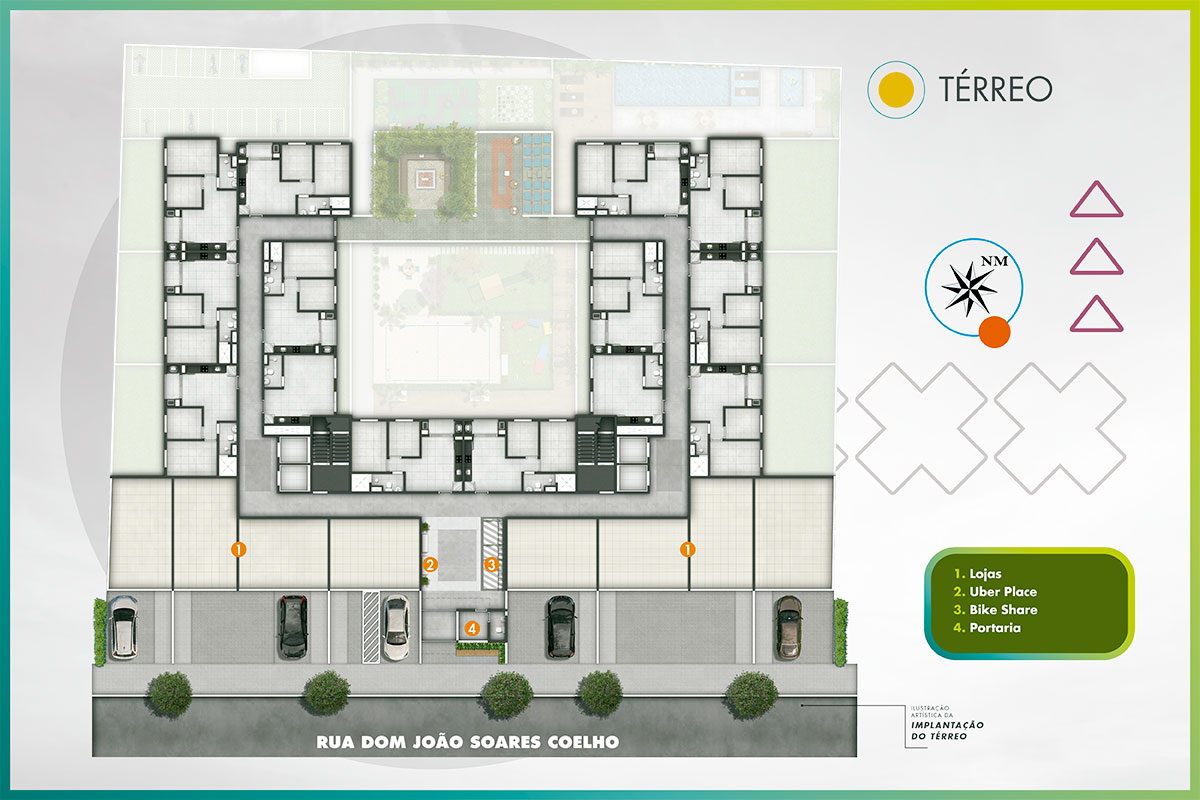 TÉRREO
NM
1
1
2
3
4
1. Lojas
2. Uber Place
3. Bike Share
4. Portaria
ILUSTRAÇÃO
ARTÍSTICA DA
IMPLANTAÇÃO
DO TÉRREO
RUA DOM JOÃO SOARES COELHO